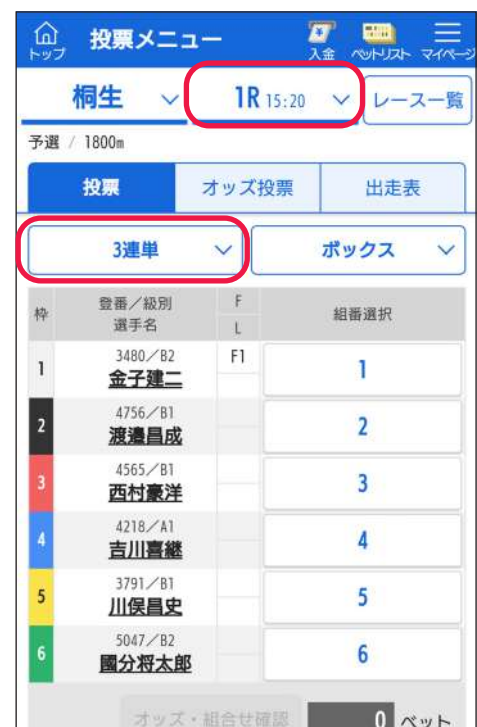 トップ 投票メニュー 入金 ベットリスト マイページ
桐生 1R 15:20 レース一覧
予選 / 1800m
投票 オッズ投票 出走表
3連単 ボックス
枠 登番/級別 F 組番選択
選手名 L
1 3480/B2 F1 1
金子建二
2 4756/B1 2
渡邉昌成
3 4565/B1 3
西村豪洋
4 4218/A1 4
吉川喜継
5 3791/B1 5
川俣昌史
6 5047/B2 6
國分将太郎
オッズ・組合せ確認 0 ベット